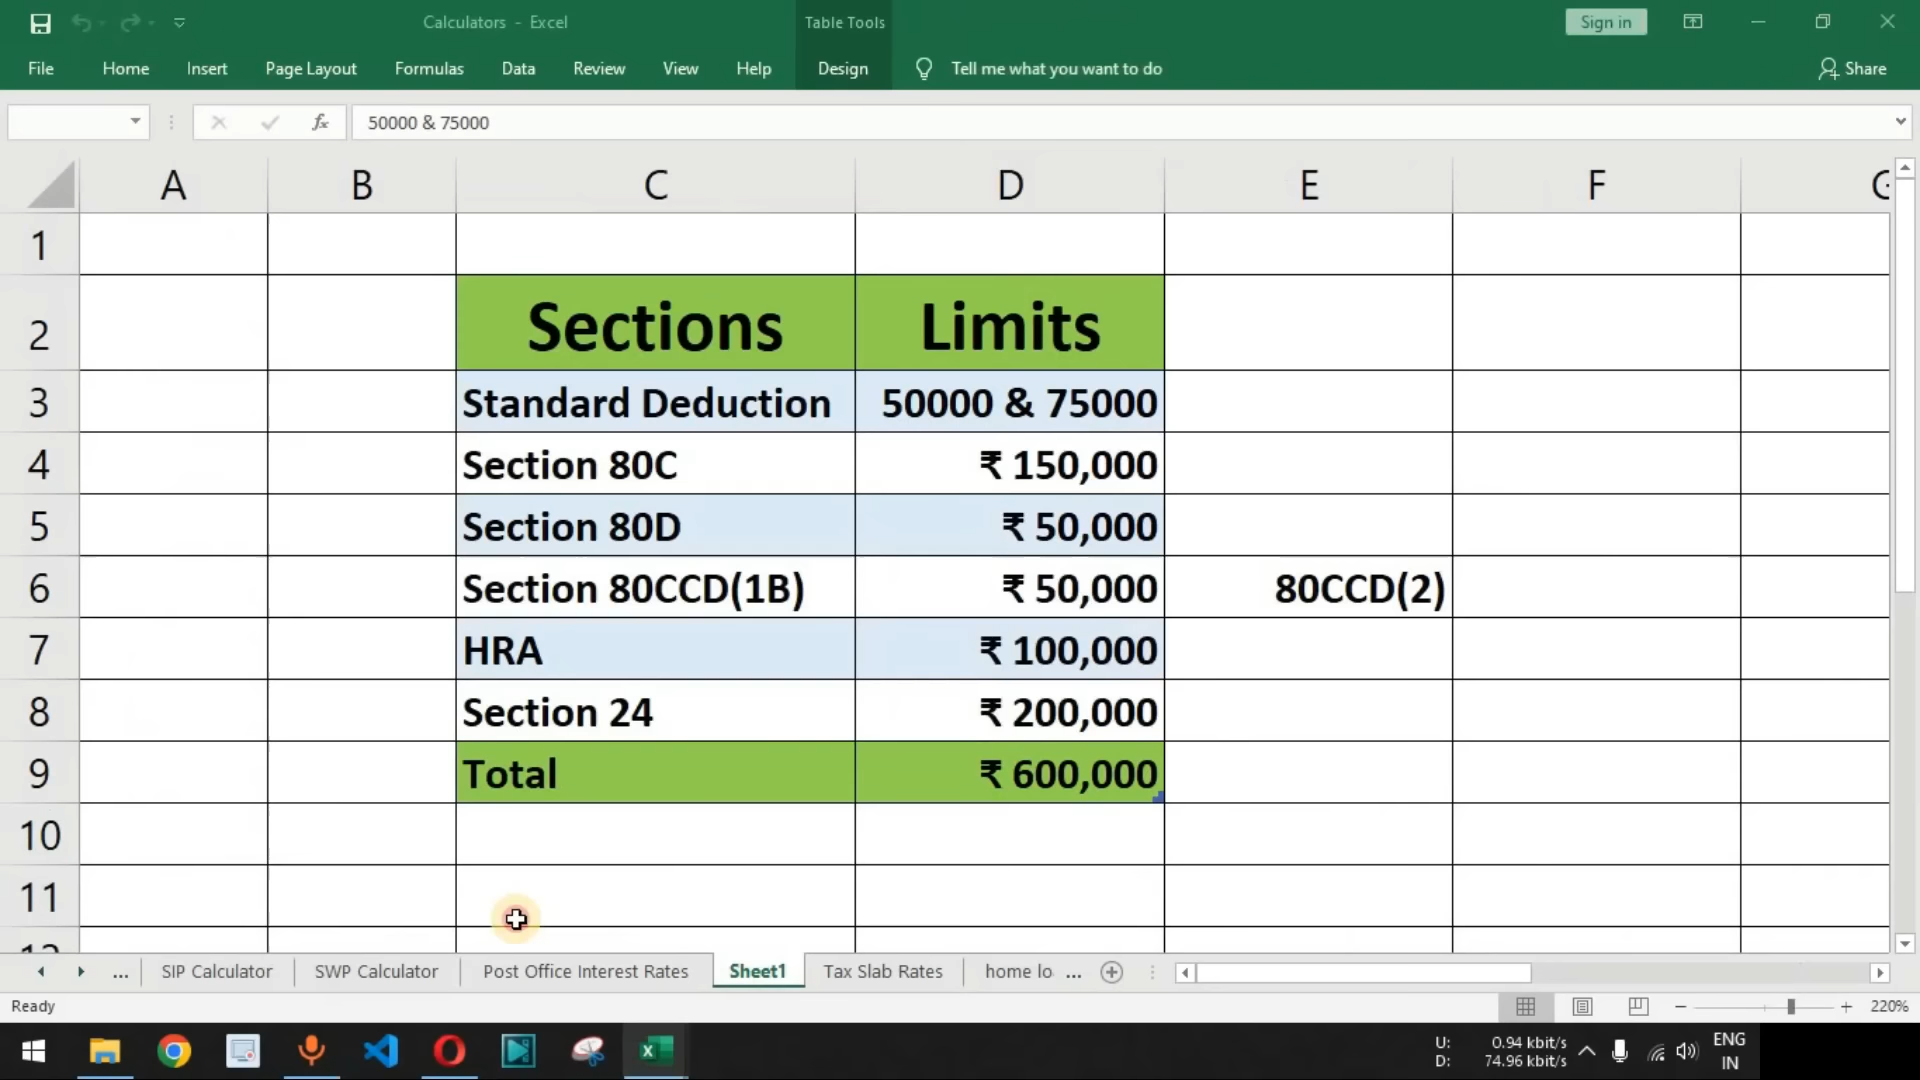 Calculators - Excel
Table Tools
Sign in
File
Home
Insert
Page Layout
Formulas
Data
Review
View
Help
Design
Tell me what you want to do
Share
fx
50000 & 75000
A B C D E F G
1
2 Sections Limits
3 Standard Deduction 50000 & 75000
4 Section 80C ₹ 150,000
5 Section 80D ₹ 50,000
6 Section 80CCD(1B) ₹ 50,000 80CCD(2)
7 HRA ₹ 100,000
8 Section 24 ₹ 200,000
9 Total ₹ 600,000
10
11
12
... SIP Calculator SWP Calculator Post Office Interest Rates Sheet1 Tax Slab Rates home lo ...
Ready
220%
U: 0.94 kbit/s
D: 74.96 kbit/s
ENG
IN